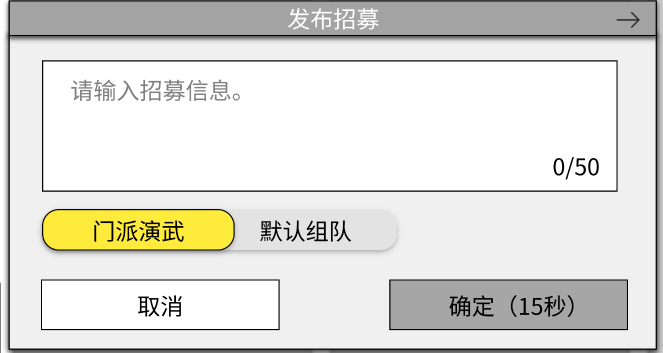 发布招募
请输入招募信息。
0/50
门派演武 默认组队
取消 确定（15秒）